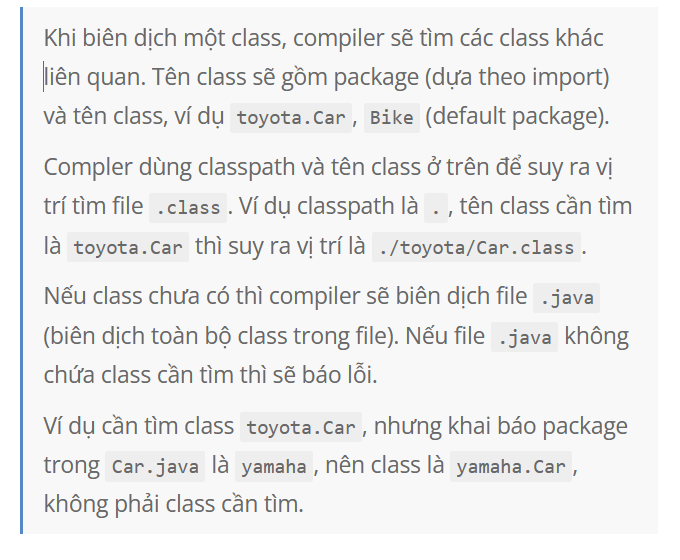 Khi biên dịch một class, compiler sẽ tìm các class khác
liên quan. Tên class sẽ gồm package (dựa theo import)
và tên class, ví dụ toyota.Car, Bike (default package).
Compler dùng classpath và tên class ở trên để suy ra vị
trí tìm file .class. Ví dụ classpath là ., tên class cần tìm
là toyota.Car thì suy ra vị trí là ./toyota/Car.class.
Nếu class chưa có thì compiler sẽ biên dịch file .java
(biên dịch toàn bộ class trong file). Nếu file .java không
chứa class cần tìm thì sẽ báo lỗi.
Ví dụ cần tìm class toyota.Car, nhưng khai báo package
trong Car.java là yamaha, nên class là yamaha.Car,
không phải class cần tìm.